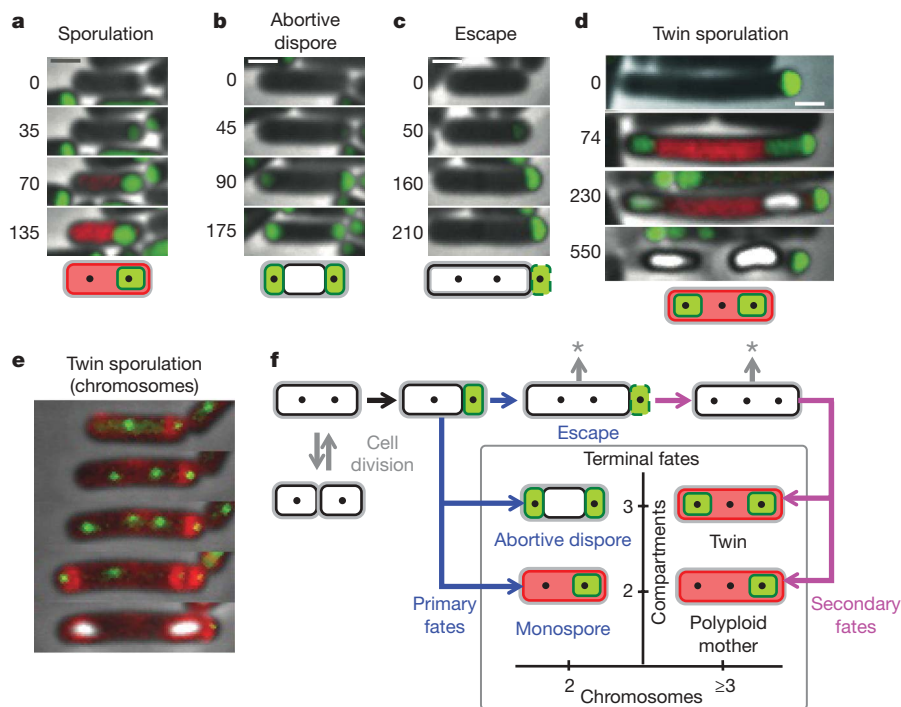 a
Sporulation
0
35
70
135
b
Abortive
dispore
0
45
90
175
c
Escape
0
50
160
210
d
Twin sporulation
0
74
230
550
e
Twin sporulation
(chromosomes)
f
*
*
Cell
division
Escape
Terminal fates
Abortive dispore
Twin
3
2
Compartments
Primary
fates
Monospore
Polyploid
mother
Secondary
fates
2
≥3
Chromosomes